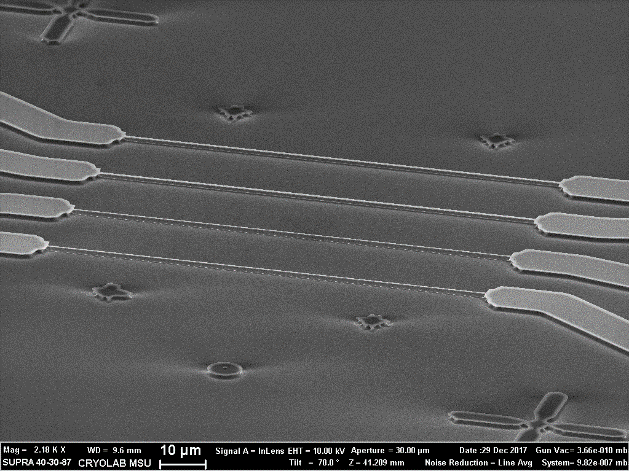 Mag = 2.18 K X WD = 9.6 mm 10 µm Signal A = InLens EHT = 10.00 kV Aperture = 30.00 µm Date :29 Dec 2017 Gun Vac= 3.66e-010 mb
SUPRA 40-30-87 CRYOLAB MSU Tilt = 70.0° Z = 41.209 mm Noise Reduction = Line Avg System= 9.82e-007 mb